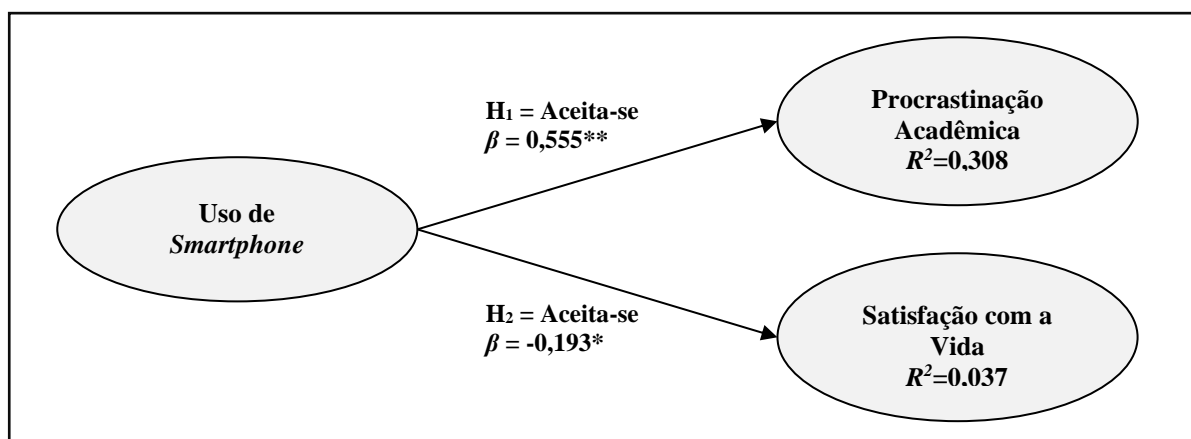 Uso de
Smartphone
H₁ = Aceita-se
β = 0,555**
Procrastinação
Acadêmica
R²=0,308
H₂ = Aceita-se
β = -0,193*
Satisfação com a
Vida
R²=0,037